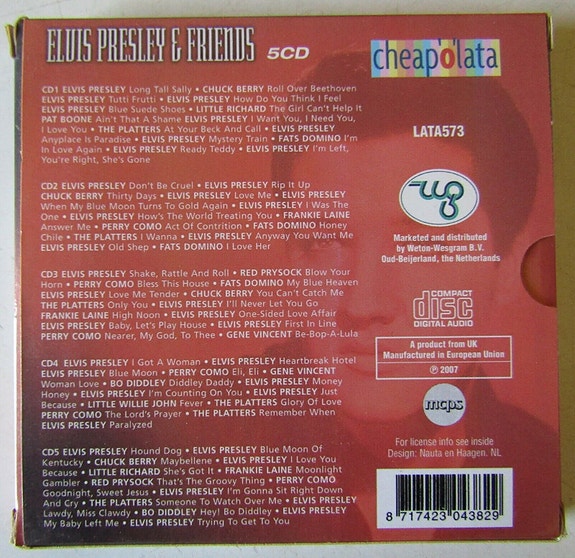 ELVIS PRESLEY & FRIENDS 5CD
cheap'o'lata
CD1 ELVIS PRESLEY Long Tall Sally • CHUCK BERRY Roll Over Beethoven
ELVIS PRESLEY Tutti Frutti • ELVIS PRESLEY How Do You Think I Feel
ELVIS PRESLEY Blue Suede Shoes • LITTLE RICHARD The Girl Can't Help It
PAT BOONE Ain't That A Shame ELVIS PRESLEY I Want You, I Need You,
I Love You • THE PLATTERS At Your Beck And Call • ELVIS PRESLEY
Anyplace Is Paradise • ELVIS PRESLEY Mystery Train • FATS DOMINO I'm
In Love Again • ELVIS PRESLEY Ready Teddy • ELVIS PRESLEY I'm Left,
You're Right, She's Gone
CD2 ELVIS PRESLEY Don't Be Cruel • ELVIS PRESLEY Rip It Up
CHUCK BERRY Thirty Days • ELVIS PRESLEY Love Me • ELVIS PRESLEY
When My Blue Moon Turns To Gold Again • ELVIS PRESLEY I Was The
One • ELVIS PRESLEY How's The World Treating You • FRANKIE LAINE
Answer Me • PERRY COMO Act Of Contrition • FATS DOMINO Honey
Chile • THE PLATTERS I Wanna • ELVIS PRESLEY Anyway You Want Me
ELVIS PRESLEY Old Shep • FATS DOMINO I Love Her
CD3 ELVIS PRESLEY Shake, Rattle And Roll • RED PRYSOCK Blow Your
Horn • PERRY COMO Bless This House • FATS DOMINO My Blue Heaven
ELVIS PRESLEY Love Me Tender • CHUCK BERRY You Can't Catch Me
THE PLATTERS Only You • ELVIS PRESLEY I'll Never Let You Go
FRANKIE LAINE High Noon • ELVIS PRESLEY One-Sided Love Affair
ELVIS PRESLEY Baby, Let's Play House • ELVIS PRESLEY First In Line
PERRY COMO Nearer, My God, To Thee • GENE VINCENT Be-Bop-A-Lula
CD4 ELVIS PRESLEY I Got A Woman • ELVIS PRESLEY Heartbreak Hotel
ELVIS PRESLEY Blue Moon • PERRY COMO Eli, Eli • GENE VINCENT
Woman Love • BO DIDDLEY Diddley Daddy • ELVIS PRESLEY Money
Honey • ELVIS PRESLEY I'm Counting On You • ELVIS PRESLEY Just
Because • LITTLE WILLIE JOHN Fever • THE PLATTERS Glory Of Love
PERRY COMO The Lord's Prayer • THE PLATTERS Remember When
ELVIS PRESLEY Paralyzed
CD5 ELVIS PRESLEY Hound Dog • ELVIS PRESLEY Blue Moon Of
Kentucky • CHUCK BERRY Maybellene • ELVIS PRESLEY I Love You
Because • LITTLE RICHARD She's Got It • FRANKIE LAINE Moonlight
Gambler • RED PRYSOCK That's The Groovy Thing • PERRY COMO
Goodnight, Sweet Jesus • ELVIS PRESLEY I'm Gonna Sit Right Down
And Cry • THE PLATTERS Someone To Watch Over Me • ELVIS PRESLEY
Lawdy, Miss Clawdy • BO DIDDLEY Hey! Bo Diddley • ELVIS PRESLEY
My Baby Left Me • ELVIS PRESLEY Trying To Get To You
LATA573
wg
Marketed and distributed
by Weton-Wesgram B.V.
Oud-Beijerland, the Netherlands
COMPACT
disc
DIGITAL AUDIO
A product from UK
Manufactured in European Union
℗ 2007
mcps
For license info see inside
Design: Nauta en Haagen. NL
8 717423 043829